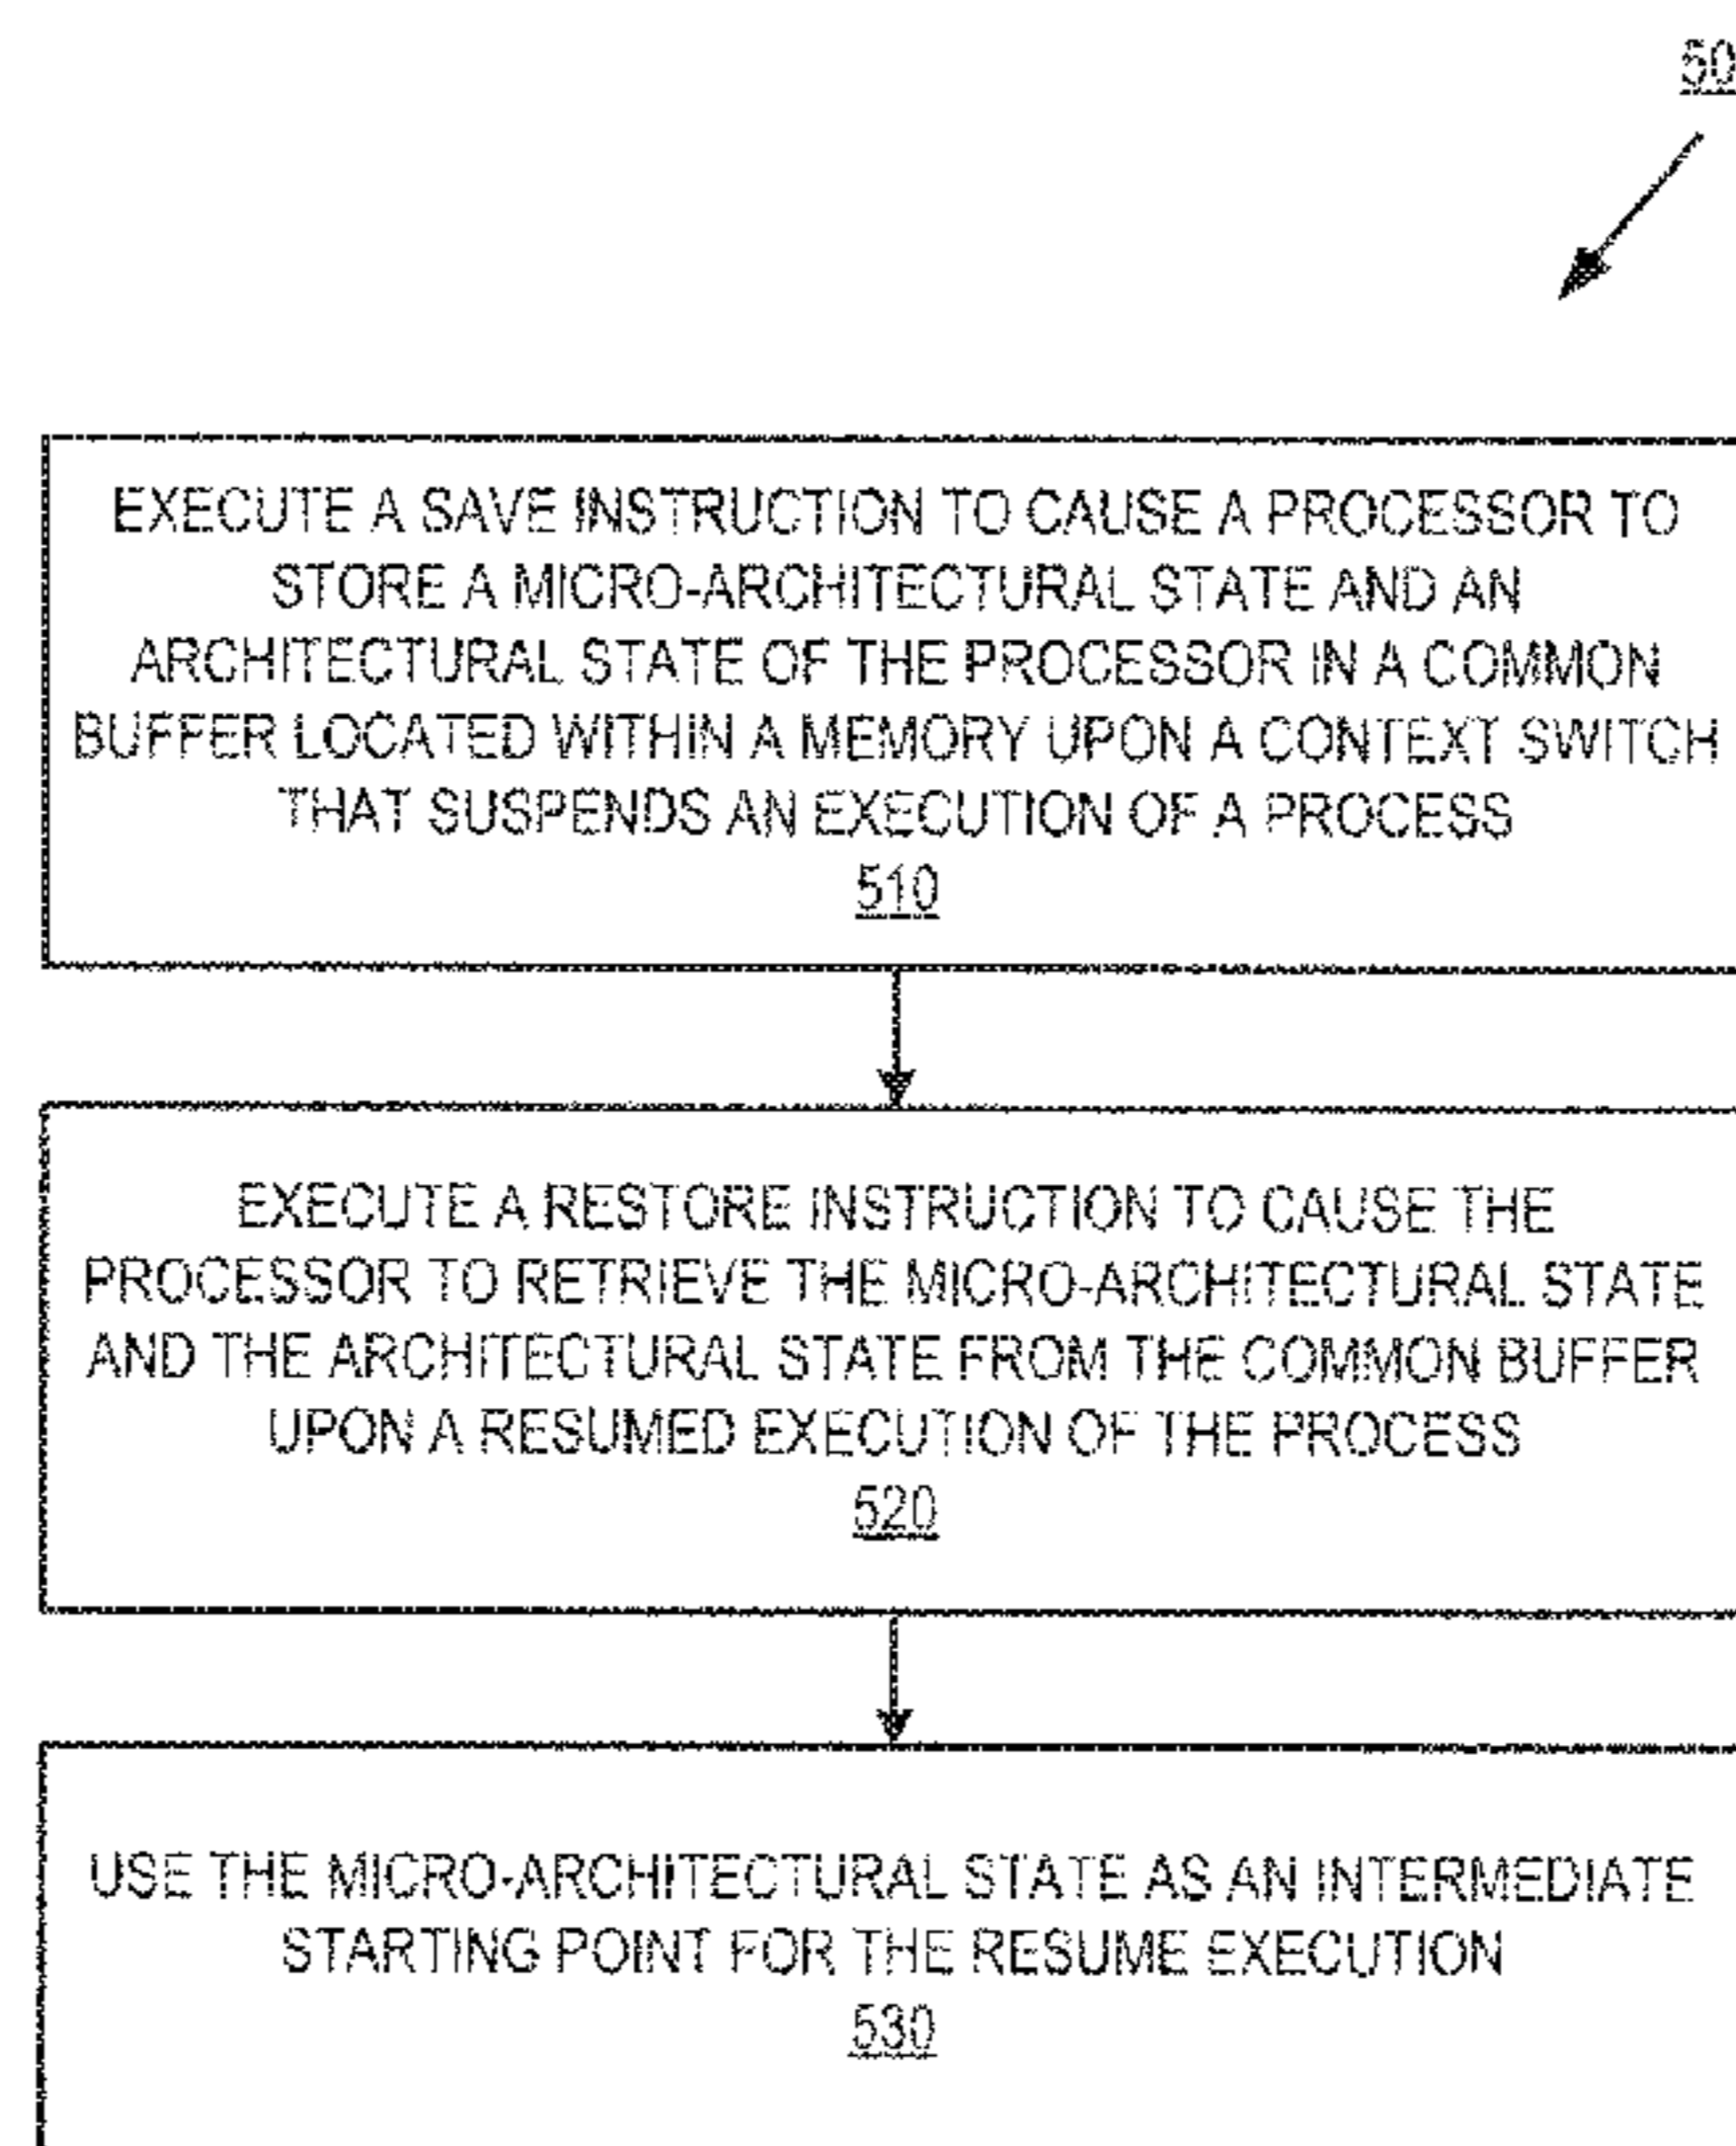 50
EXECUTE A SAVE INSTRUCTION TO CAUSE A PROCESSOR TO
STORE A MICRO-ARCHITECTURAL STATE AND AN
ARCHITECTURAL STATE OF THE PROCESSOR IN A COMMON
BUFFER LOCATED WITHIN A MEMORY UPON A CONTEXT SWITCH
THAT SUSPENDS AN EXECUTION OF A PROCESS
510
EXECUTE A RESTORE INSTRUCTION TO CAUSE THE
PROCESSOR TO RETRIEVE THE MICRO-ARCHITECTURAL STATE
AND THE ARCHITECTURAL STATE FROM THE COMMON BUFFER
UPON A RESUMED EXECUTION OF THE PROCESS
520
USE THE MICRO-ARCHITECTURAL STATE AS AN INTERMEDIATE
STARTING POINT FOR THE RESUME EXECUTION
530